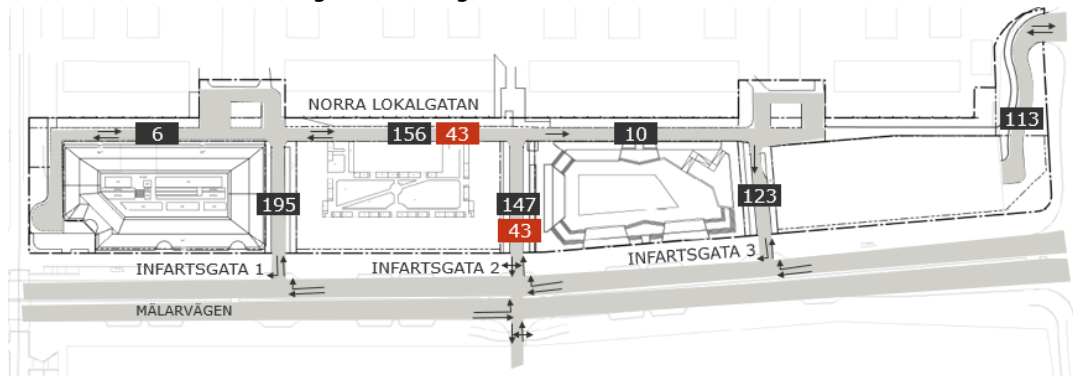 NORRA LOKALGATAN
6
156
43
10
113
195
147
43
123
INFARTSGATA 1
INFARTSGATA 2
INFARTSGATA 3
MÄLARVÄGEN